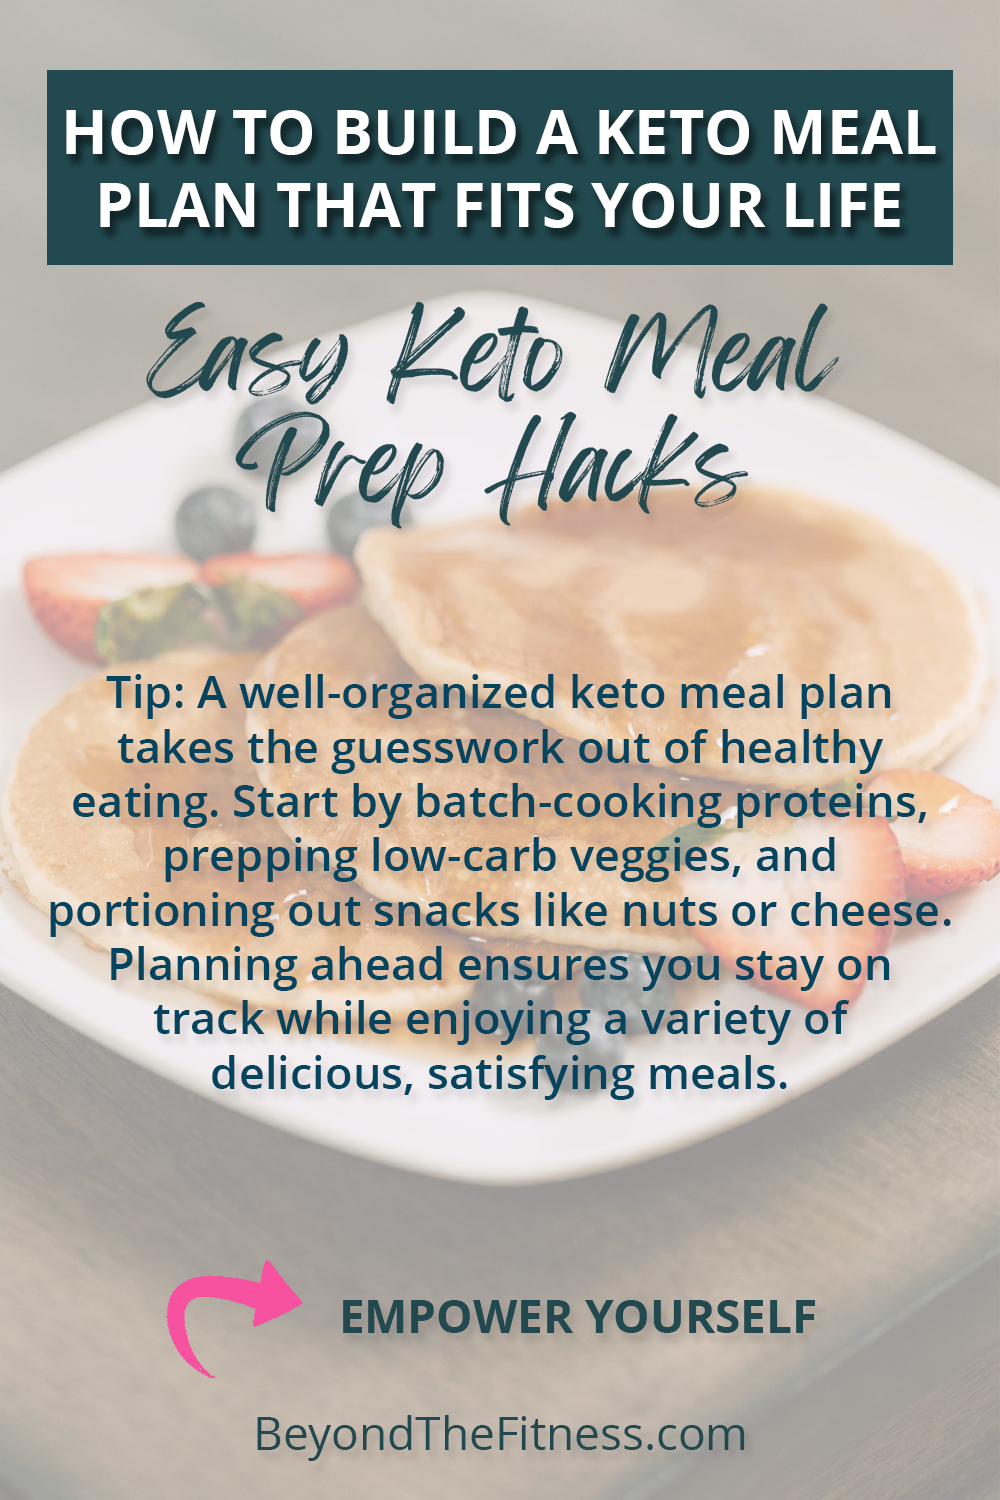 HOW TO BUILD A KETO MEAL
PLAN THAT FITS YOUR LIFE
Easy Keto Meal
Prep Hacks
Tip: A well-organized keto meal plan
takes the guesswork out of healthy
eating. Start by batch-cooking proteins,
prepping low-carb veggies, and
portioning out snacks like nuts or cheese.
Planning ahead ensures you stay on
track while enjoying a variety of
delicious, satisfying meals.
EMPOWER YOURSELF
BeyondTheFitness.com